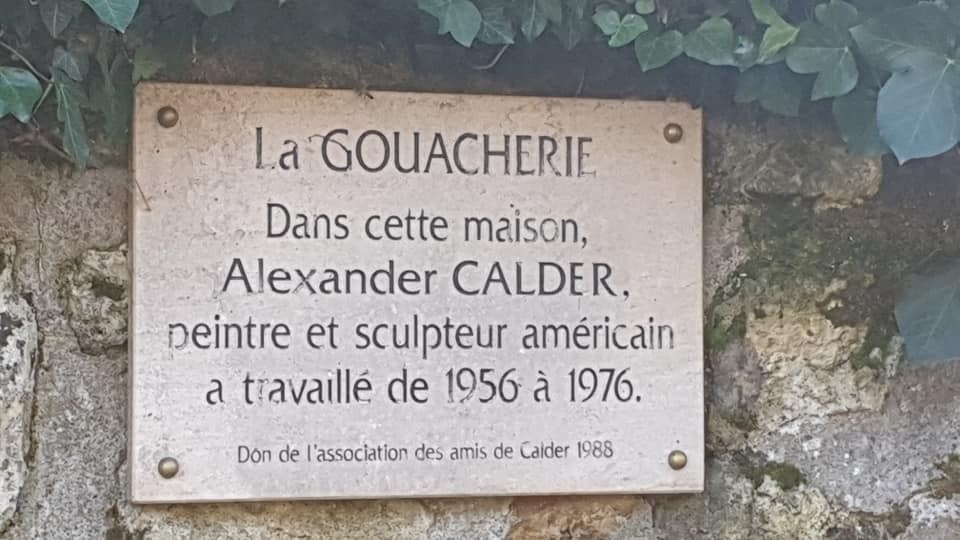 La GOUACHERIE
Dans cette maison,
Alexander CALDER,
peintre et sculpteur américain
a travaillé de 1956 à 1976.
Don de l'association des amis de Calder 1988